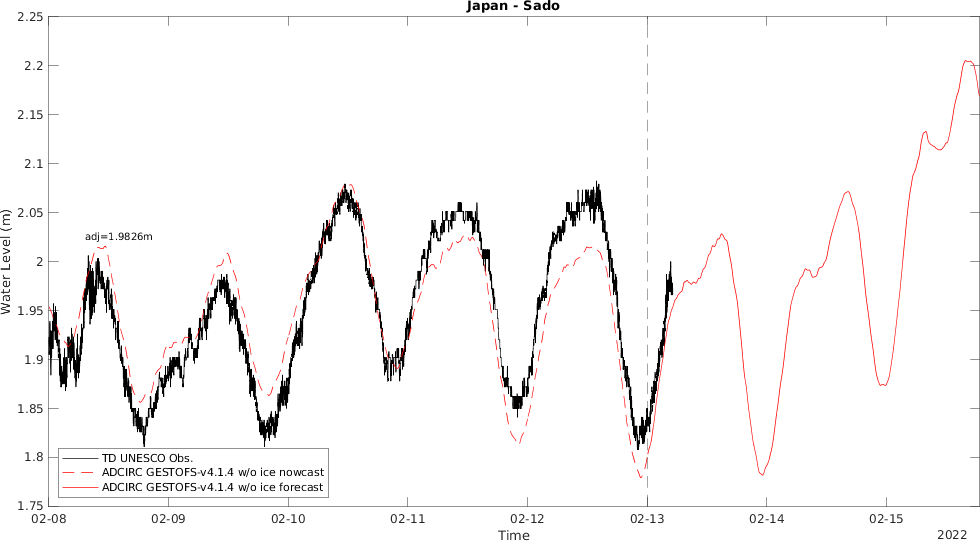 Japan - Sado
2.25
2.2
2.15
2.1
2.05
2
1.95
1.9
1.85
1.8
1.75
Water Level (m)
adj=1.9826m
TD UNESCO Obs.
ADCIRC GESTOFS-v4.1.4 w/o ice nowcast
ADCIRC GESTOFS-v4.1.4 w/o ice forecast
02-08 02-09 02-10 02-11 02-12 02-13 02-14 02-15
Time
2022